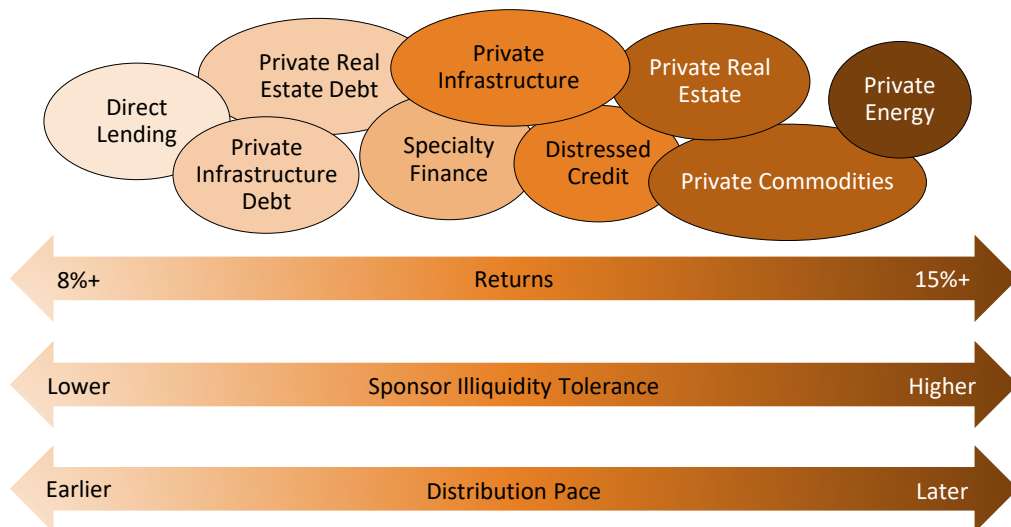 Direct
Lending
Private Real
Estate Debt
Private
Infrastructure
Debt
Private
Infrastructure
Specialty
Finance
Distressed
Credit
Private Real
Estate
Private Commodities
Private
Energy
8%+ Returns 15%+
Lower Sponsor Illiquidity Tolerance Higher
Earlier Distribution Pace Later